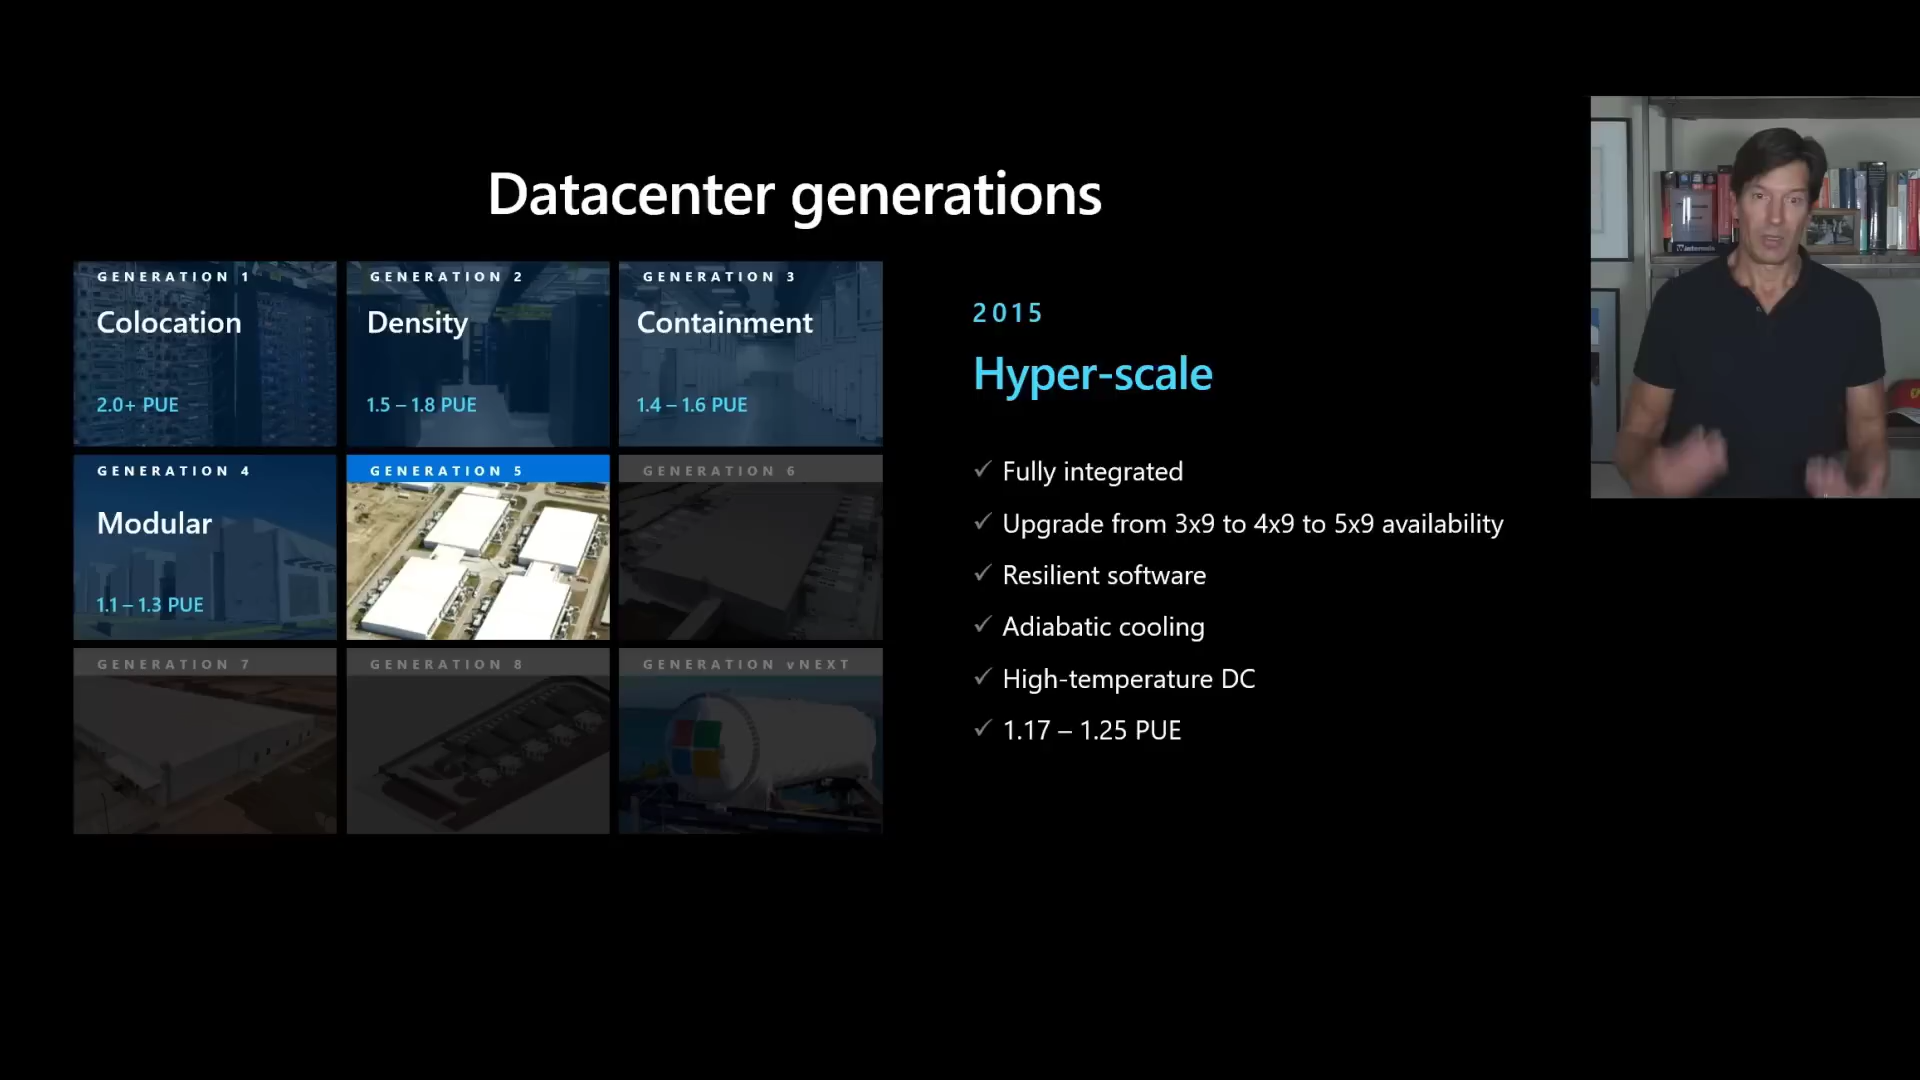 Datacenter generations
GENERATION 1
Colocation
2.0+ PUE
GENERATION 2
Density
1.5 – 1.8 PUE
GENERATION 3
Containment
1.4 – 1.6 PUE
GENERATION 4
Modular
1.1 – 1.3 PUE
GENERATION 5
GENERATION 6
GENERATION 7
GENERATION 8
GENERATION vNEXT
2015
Hyper-scale
✓ Fully integrated
✓ Upgrade from 3x9 to 4x9 to 5x9 availability
✓ Resilient software
✓ Adiabatic cooling
✓ High-temperature DC
✓ 1.17 – 1.25 PUE